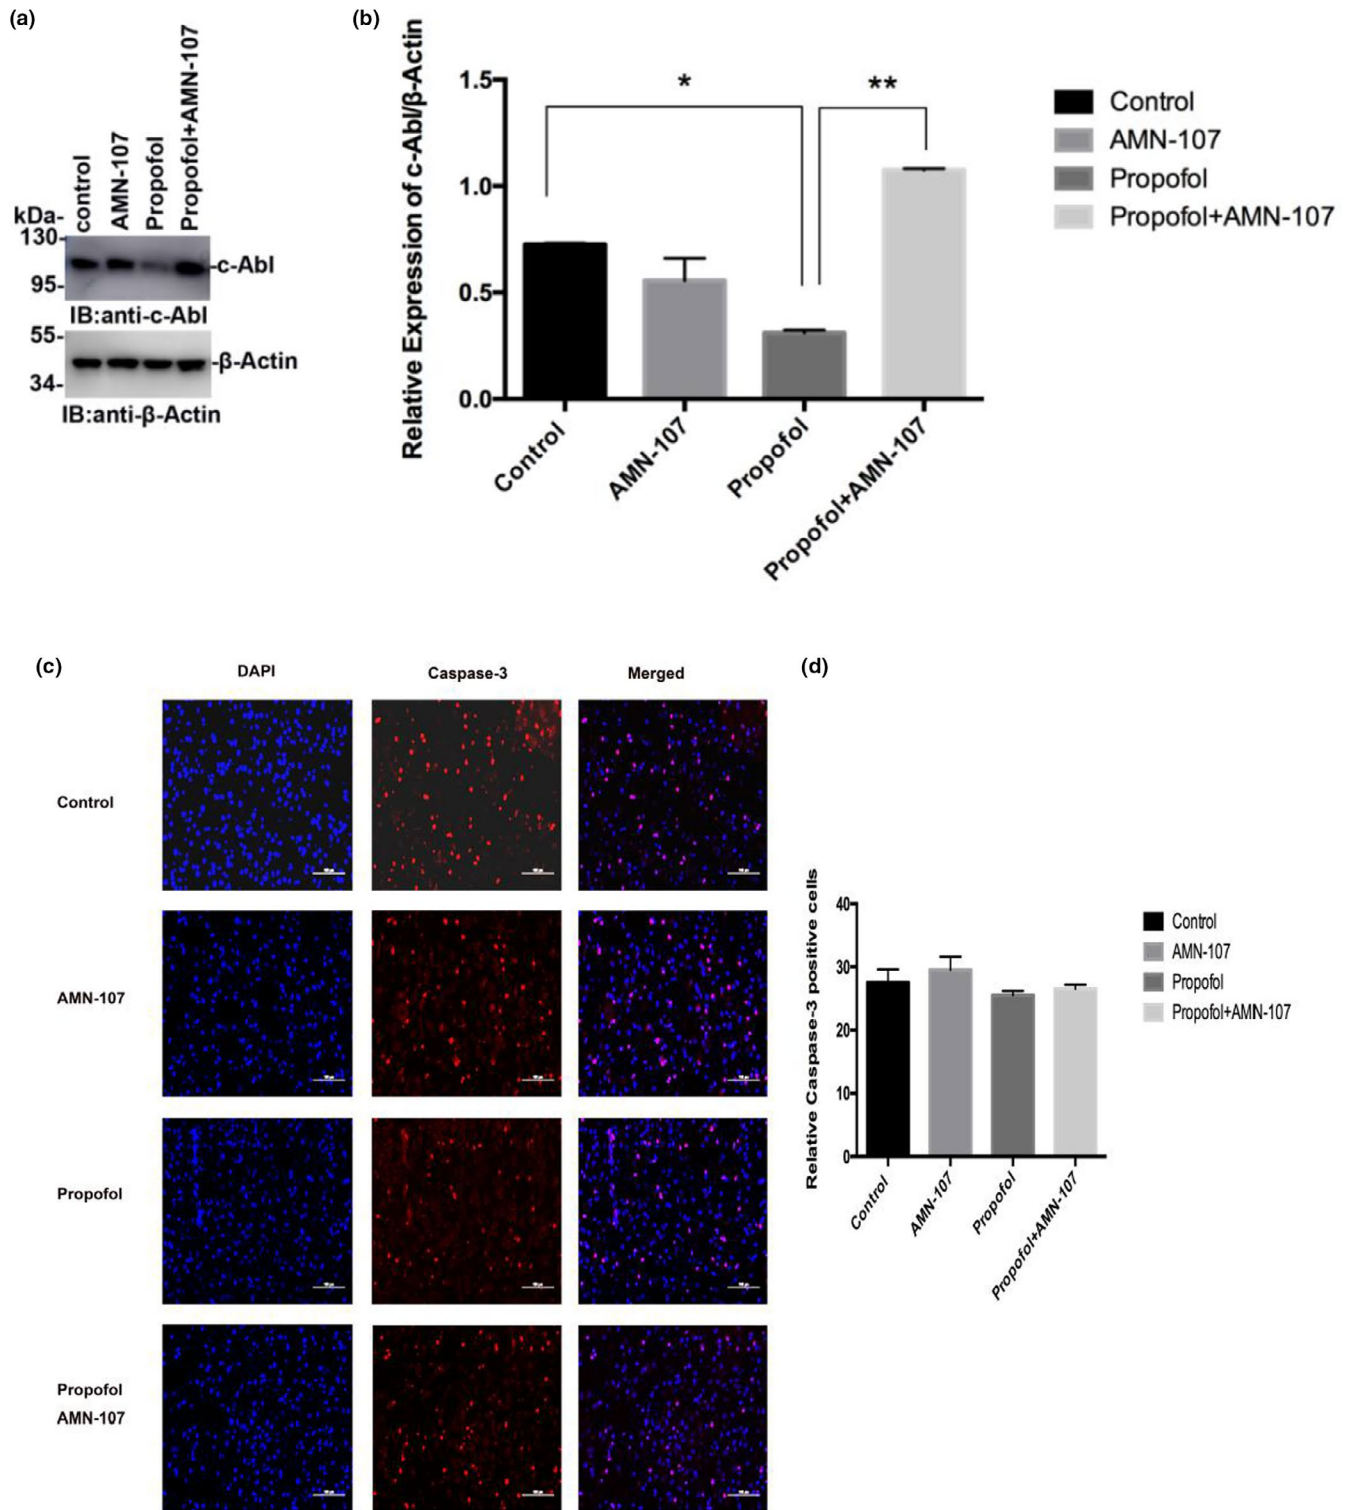 (a)
control
AMN-107
Propofol
Propofol+AMN-107
kDa-
130-
95-
-c-Abl
IB:anti-c-Abl
55-
34-
-β-Actin
IB:anti-β-Actin
(b)
Relative Expression of c-Abl/β-Actin
1.5
1.0
0.5
0.0
*
**
Control
AMN-107
Propofol
Propofol+AMN-107
Control
AMN-107
Propofol
Propofol+AMN-107
(c)
DAPI
Caspase-3
Merged
Control
AMN-107
Propofol
Propofol
AMN-107
(d)
Relative Caspase-3 positive cells
40
30
20
10
0
Control
AMN-107
Propofol
Propofol+AMN-107
Control
AMN-107
Propofol
Propofol+AMN-107